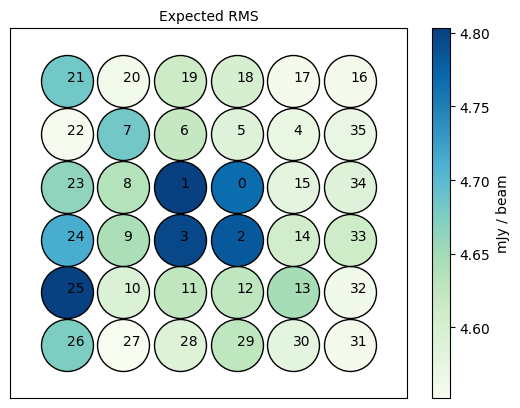 Expected RMS
21 20 19 18 17 16
22 7 6 5 4 35
23 8 1 0 15 34
24 9 3 2 14 33
25 10 11 12 13 32
26 27 28 29 30 31
4.80
4.75
4.70
4.65
4.60
mJy / beam